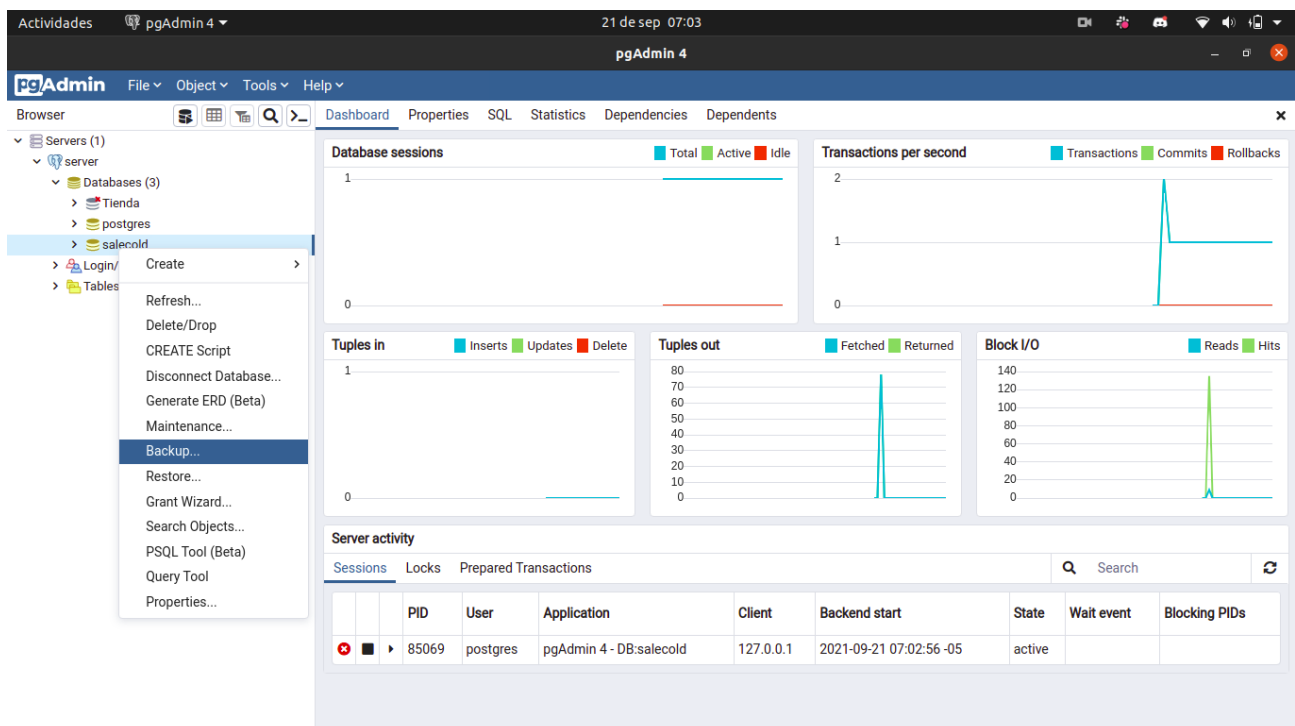 Actividades pgAdmin 4 21 de sep 07:03
pgAdmin 4
pgAdmin File Object Tools Help
Browser Dashboard Properties SQL Statistics Dependencies Dependents
Servers (1)
server
Databases (3)
Tienda
postgres
salecold
Login/
Tables
Create
Refresh...
Delete/Drop
CREATE Script
Disconnect Database...
Generate ERD (Beta)
Maintenance...
Backup...
Restore...
Grant Wizard...
Search Objects...
PSQL Tool (Beta)
Query Tool
Properties...
Database sessions Total Active Idle
1
0
Transactions per second Transactions Commits Rollbacks
2
1
0
Tuples in Inserts Updates Delete
1
0
Tuples out Fetched Returned
80
70
60
50
40
30
20
10
0
Block I/O Reads Hits
140
120
100
80
60
40
20
0
Server activity
Sessions Locks Prepared Transactions Search
PID User Application Client Backend start State Wait event Blocking PIDs
85069 postgres pgAdmin 4 - DB:salecold 127.0.0.1 2021-09-21 07:02:56 -05 active